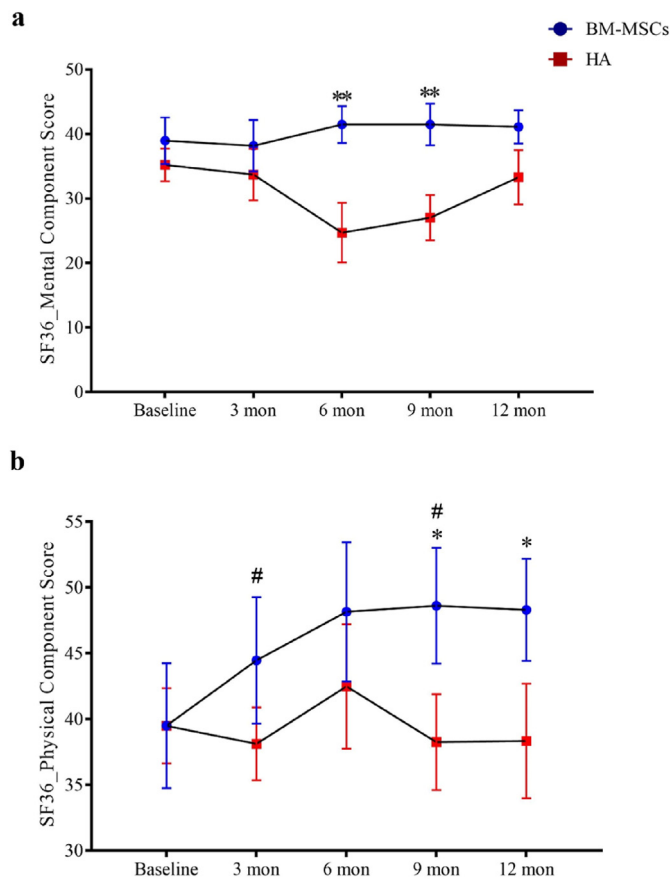 a
BM-MSCs
HA
SF36_Mental Component Score
50
40
30
20
10
0
** **
Baseline 3 mon 6 mon 9 mon 12 mon
b
SF36_Physical Component Score
55
50
45
40
35
30
#
#
* *
Baseline 3 mon 6 mon 9 mon 12 mon